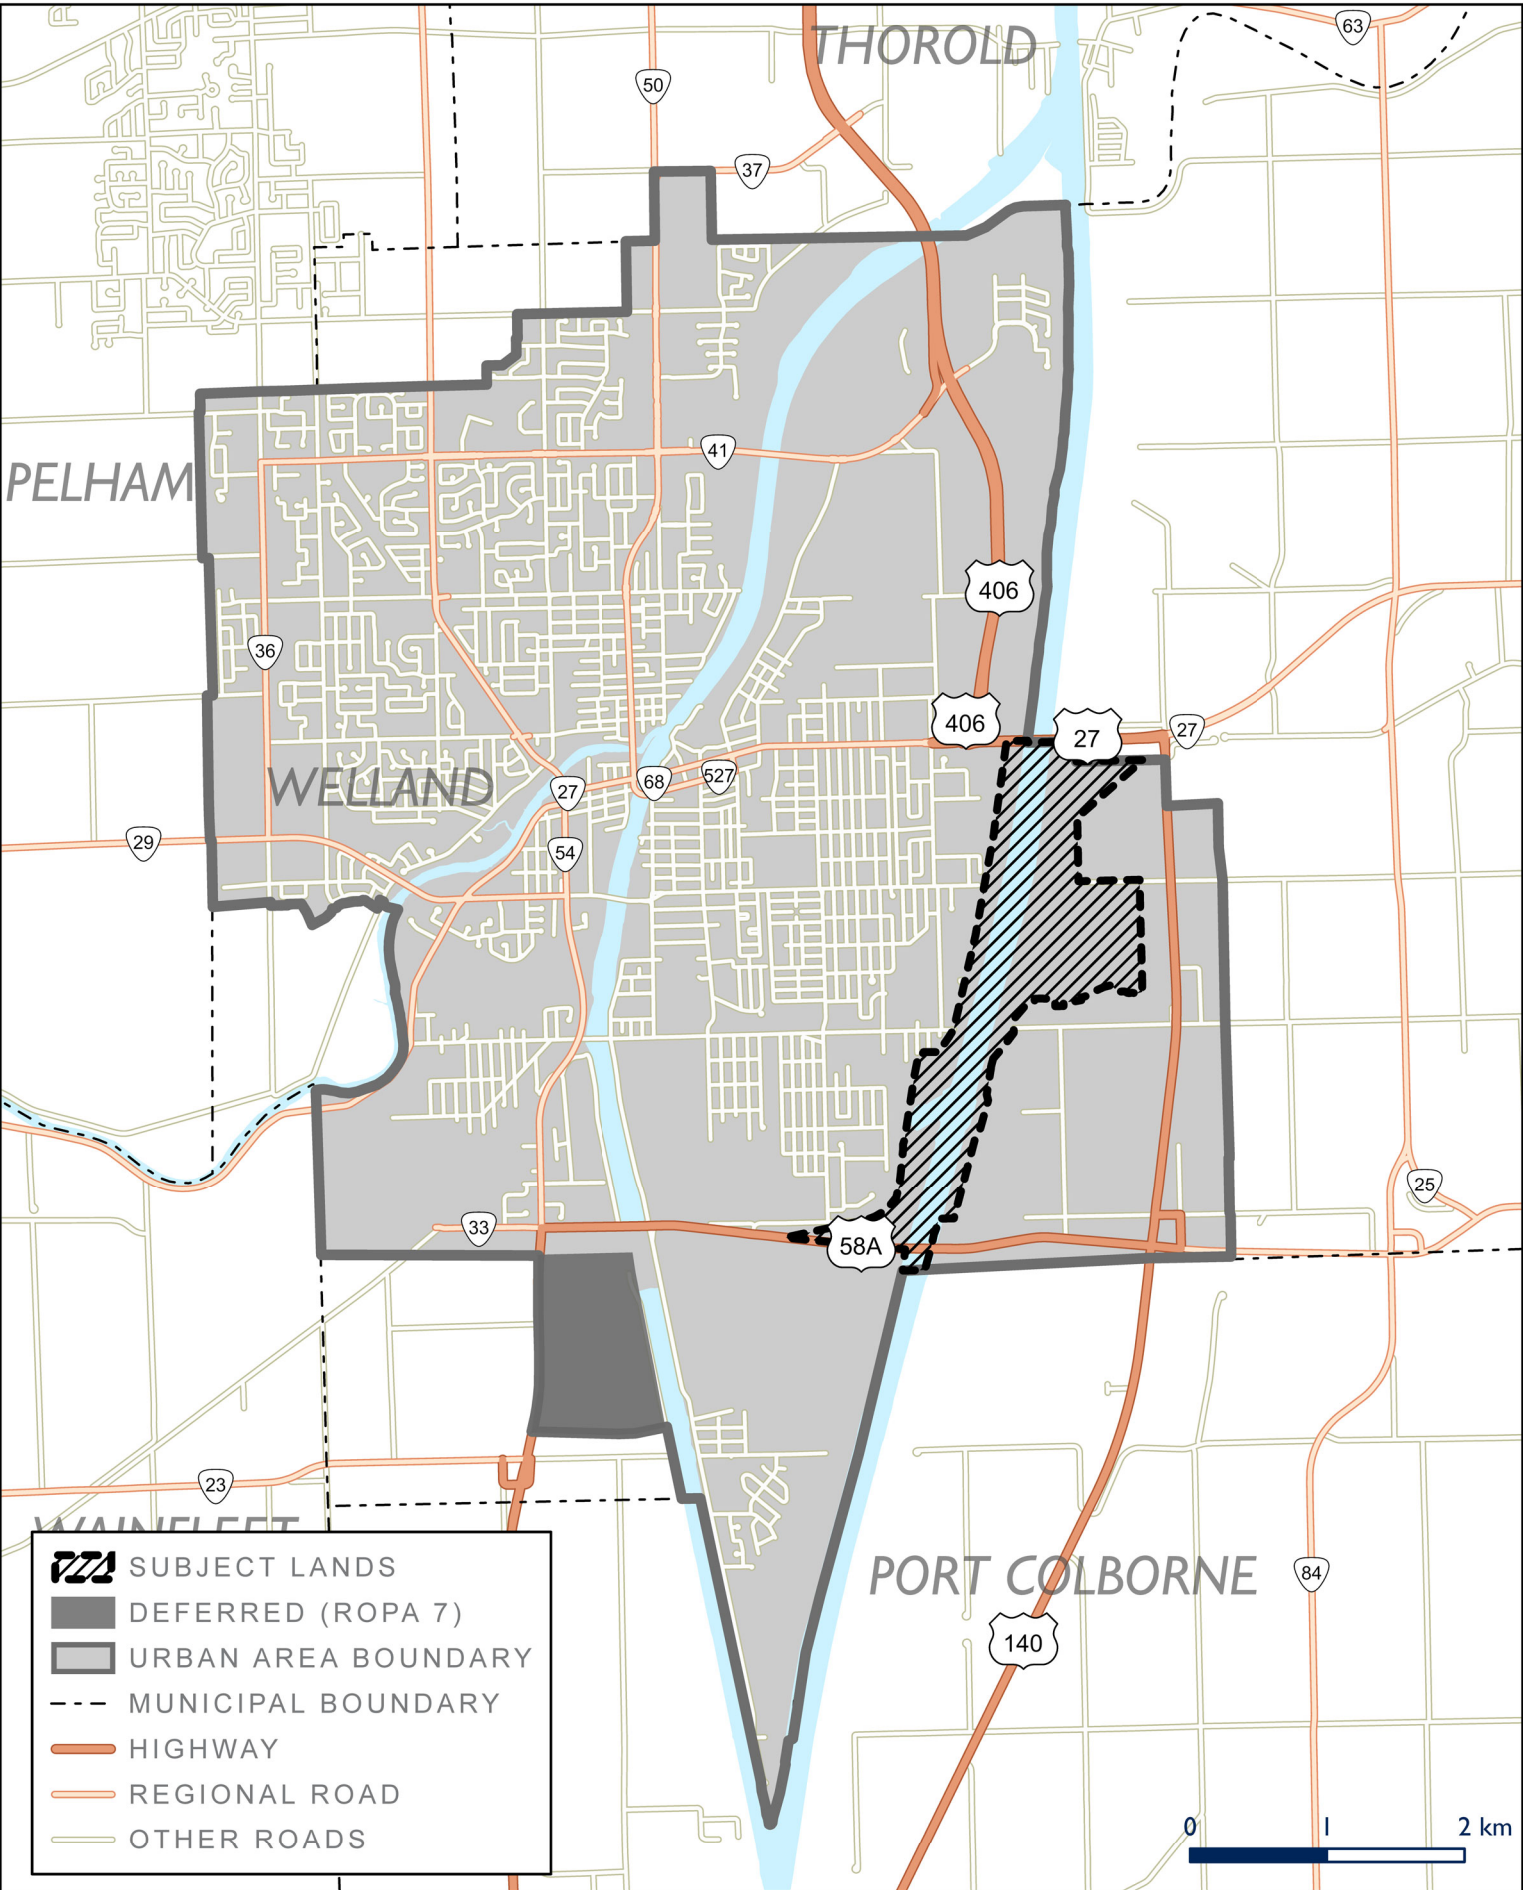 THOROLD
63
50
37
PELHAM
41
406
36
406
27
27
WELLAND
27
68
527
29
54
25
33
58A
23
WAINFLEET
PORT COLBORNE
84
140
SUBJECT LANDS
DEFERRED (ROPA 7)
URBAN AREA BOUNDARY
MUNICIPAL BOUNDARY
HIGHWAY
REGIONAL ROAD
OTHER ROADS
0 1 2 km